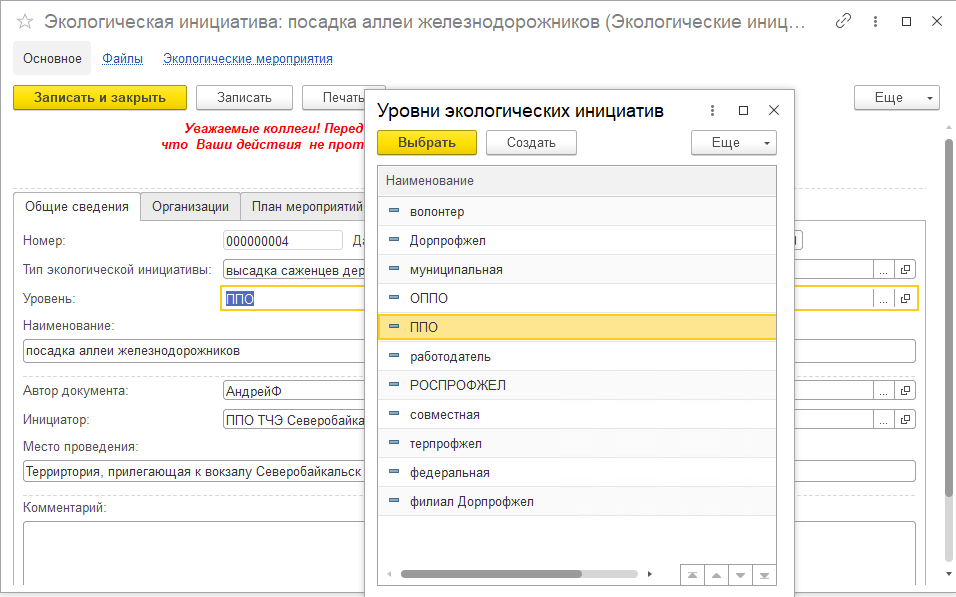 Экологическая инициатива: посадка аллеи железнодорожников (Экологические иниц...
Основное Файлы Экологические мероприятия
Записать и закрыть Записать Печать Еще
Уважаемые коллеги! Перед
что Ваши действия не прот
Общие сведения Организации План мероприятий
Номер: 000000004
Тип экологической инициативы: высадка саженцев дер ...
Уровень: ППО ...
Наименование:
посадка аллеи железнодорожников
Автор документа: АндрейФ ...
Инициатор: ППО ТЧЭ Северобайка ...
Место проведения:
Терриртория, прилегающая к вокзалу Северобайкальск
Комментарий:
Уровни экологических инициатив
Выбрать Создать Еще
Наименование
волонтер
Дорпрофжел
муниципальная
ОППО
ППО
работодатель
РОСПРОФЖЕЛ
совместная
терпрофжел
федеральная
филиал Дорпрофжел